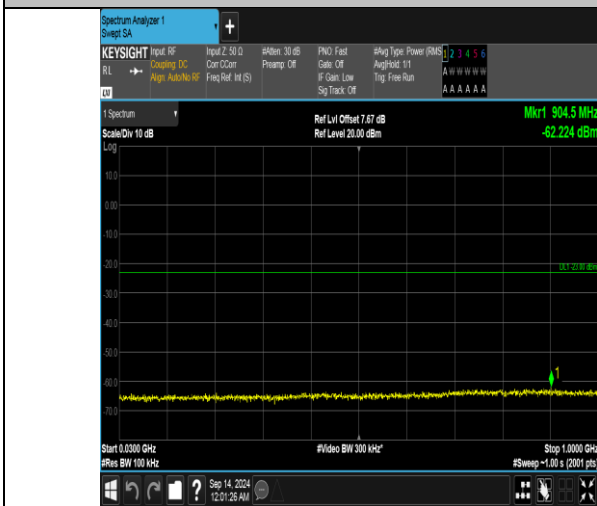 Spectrum Analyzer 1
Swept SA
+
KEYSIGHT
RL
LXI
Input: RF
Coupling: DC
Align: Auto/No RF
Input Z: 50 Ω
Corr CCorr
Freq Ref: Int (S)
#Atten: 30 dB
Preamp: Off
PNO: Fast
Gate: Off
IF Gain: Low
Sig Track: Off
#Avg Type: Power (RMS
Avg|Hold: 1/1
Trig: Free Run
1 2 3 4 5 6
A W W W W W
A A A A A A
1 Spectrum
Scale/Div 10 dB
Log
Ref Lvl Offset 7.67 dB
Ref Level 20.00 dBm
Mkr1 904.5 MHz
-62.224 dBm
10.0
0.00
-10.0
-20.0
DL1 -23.00 dBm
-30.0
-40.0
-50.0
-60.0
1
-70.0
Start 0.0300 GHz
#Video BW 300 kHz*
Stop 1.0000 GHz
#Res BW 100 kHz
#Sweep ~1.00 s (2001 pts)
?
Sep 14, 2024
12:01:26 AM